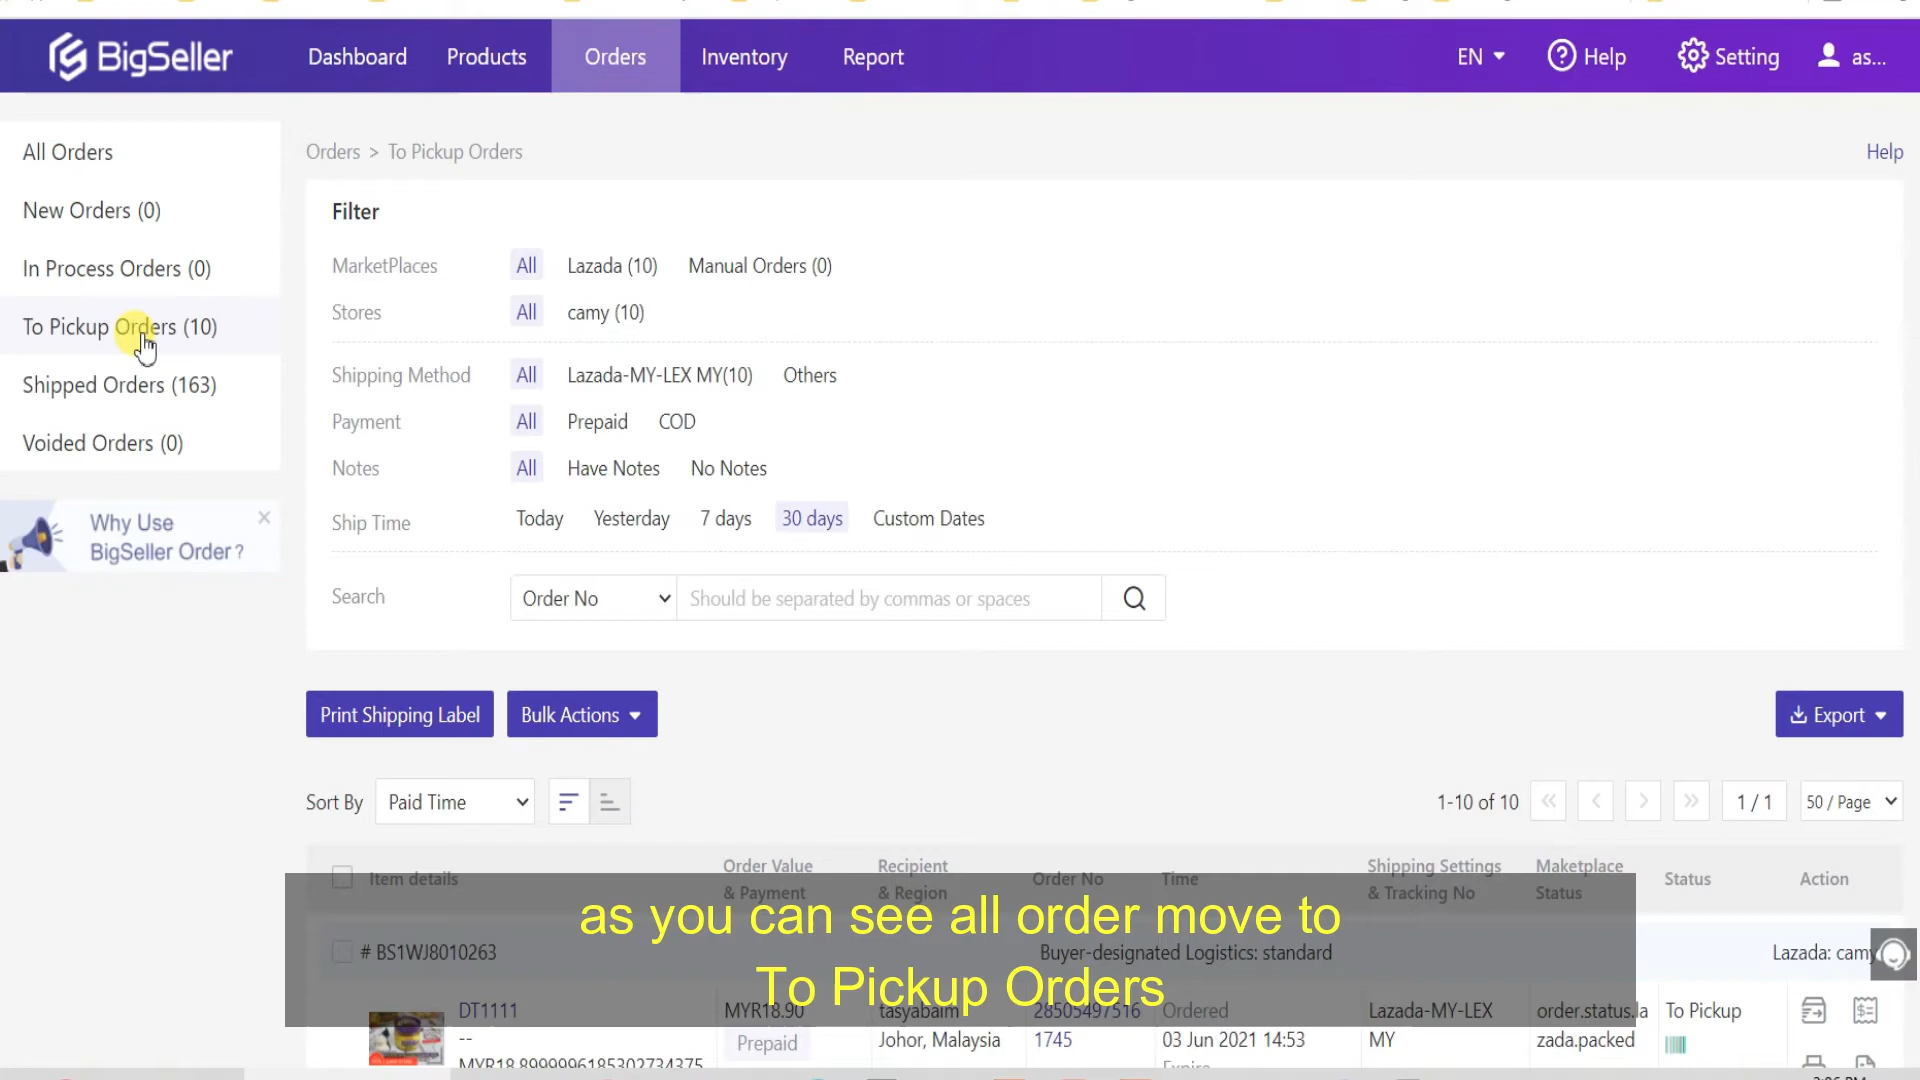 BigSeller Dashboard Products Orders Inventory Report EN Help Setting as...
All Orders
New Orders (0)
In Process Orders (0)
To Pickup Orders (10)
Shipped Orders (163)
Voided Orders (0)
Why Use
BigSeller Order?
Orders > To Pickup Orders Help
Filter
MarketPlaces All Lazada (10) Manual Orders (0)
Stores All camy (10)
Shipping Method All Lazada-MY-LEX MY(10) Others
Payment All Prepaid COD
Notes All Have Notes No Notes
Ship Time Today Yesterday 7 days 30 days Custom Dates
Search Order No Should be separated by commas or spaces
Print Shipping Label Bulk Actions Export
Sort By Paid Time 1-10 of 10 1 / 1 50 / Page
Item details Order Value & Payment Recipient & Region Order No Time Shipping Settings & Tracking No Maketplace Status Status Action
# BS1WJ8010263 Buyer-designated Logistics: standard Lazada: camy
as you can see all order move to
To Pickup Orders
DT1111 MYR18.90 tasyabaim 28505497516 Ordered Lazada-MY-LEX order.status.la To Pickup
-- Prepaid Johor, Malaysia 1745 03 Jun 2021 14:53 MY zada.packed
MYR18.8999996185302734375 Expire